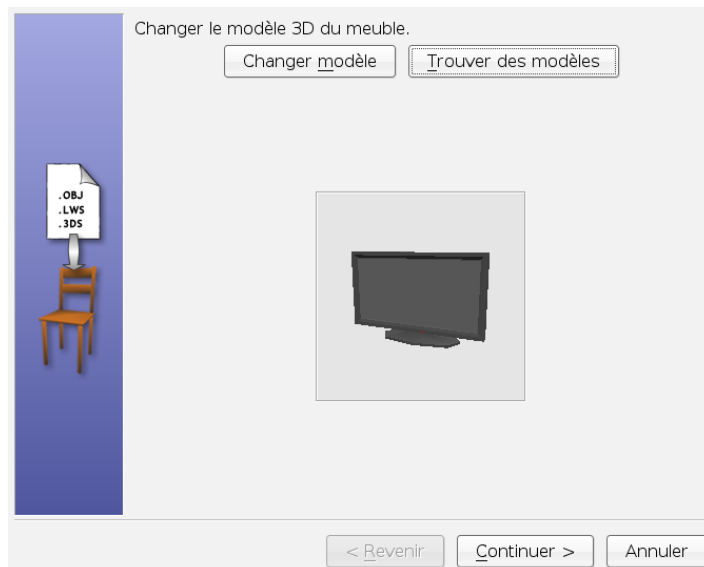 Changer le modèle 3D du meuble.
Changer modèle
Trouver des modèles
.OBJ
.LWS
.3DS
< Revenir
Continuer >
Annuler